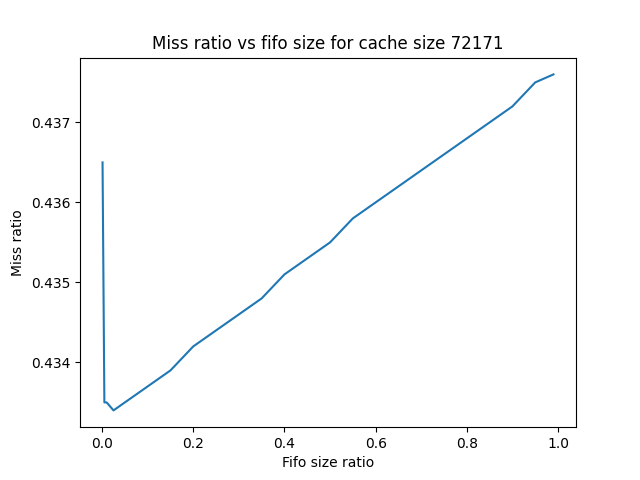 Miss ratio vs fifo size for cache size 72171
Miss ratio
0.437
0.436
0.435
0.434
0.0 0.2 0.4 0.6 0.8 1.0
Fifo size ratio